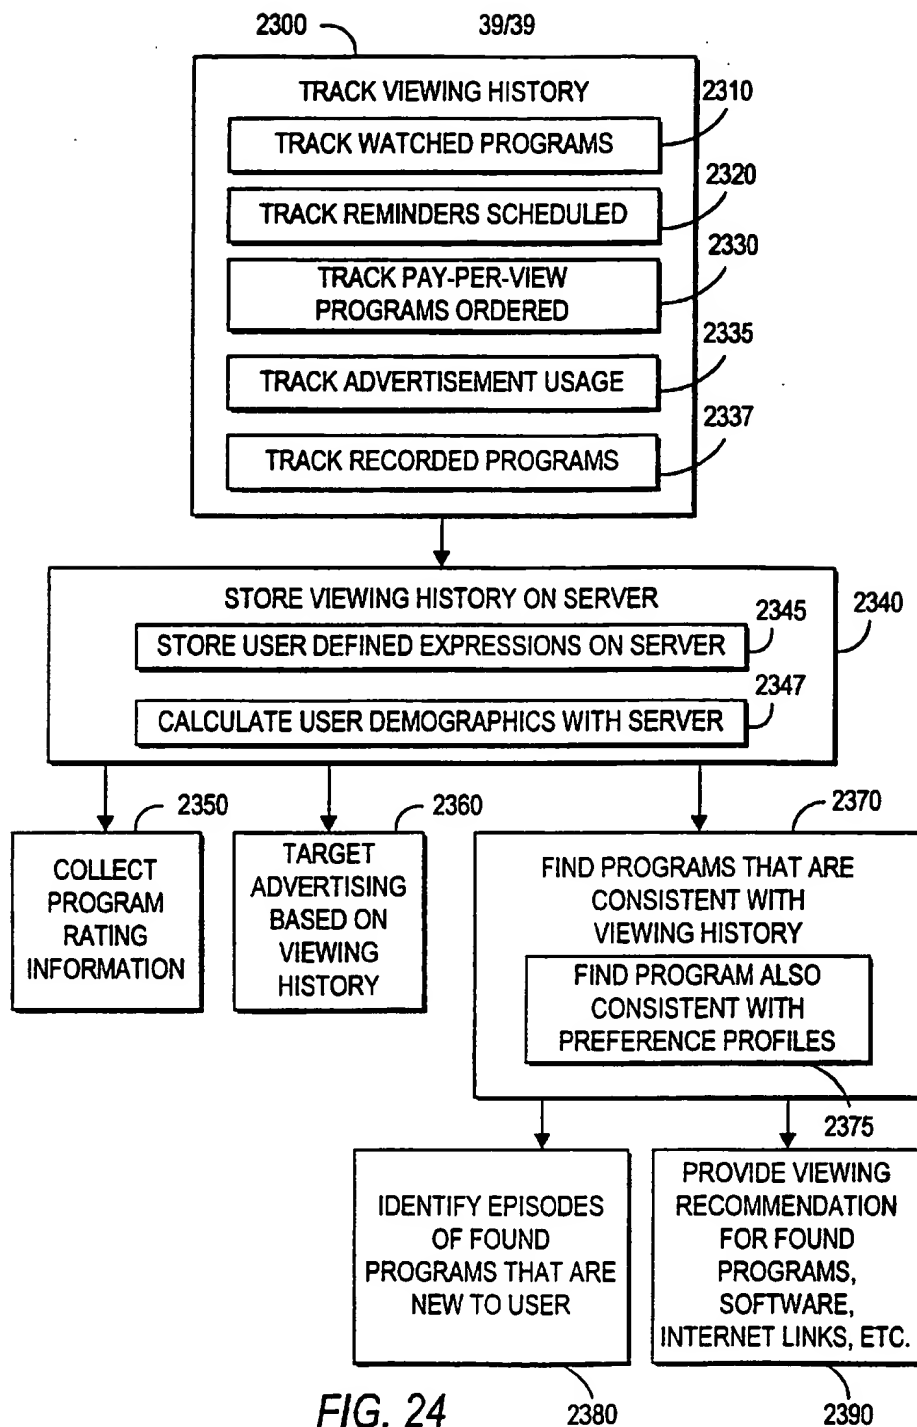 2300
39/39
TRACK VIEWING HISTORY
2310
TRACK WATCHED PROGRAMS
2320
TRACK REMINDERS SCHEDULED
2330
TRACK PAY-PER-VIEW
PROGRAMS ORDERED
2335
TRACK ADVERTISEMENT USAGE
2337
TRACK RECORDED PROGRAMS
STORE VIEWING HISTORY ON SERVER
2345
2340
STORE USER DEFINED EXPRESSIONS ON SERVER
2347
CALCULATE USER DEMOGRAPHICS WITH SERVER
2350
2360
2370
COLLECT
PROGRAM
RATING
INFORMATION
TARGET
ADVERTISING
BASED ON
VIEWING
HISTORY
FIND PROGRAMS THAT ARE
CONSISTENT WITH
VIEWING HISTORY
FIND PROGRAM ALSO
CONSISTENT WITH
PREFERENCE PROFILES
2375
IDENTIFY EPISODES
OF FOUND
PROGRAMS THAT ARE
NEW TO USER
PROVIDE VIEWING
RECOMMENDATION
FOR FOUND
PROGRAMS,
SOFTWARE,
INTERNET LINKS, ETC.
FIG. 24
2380
2390